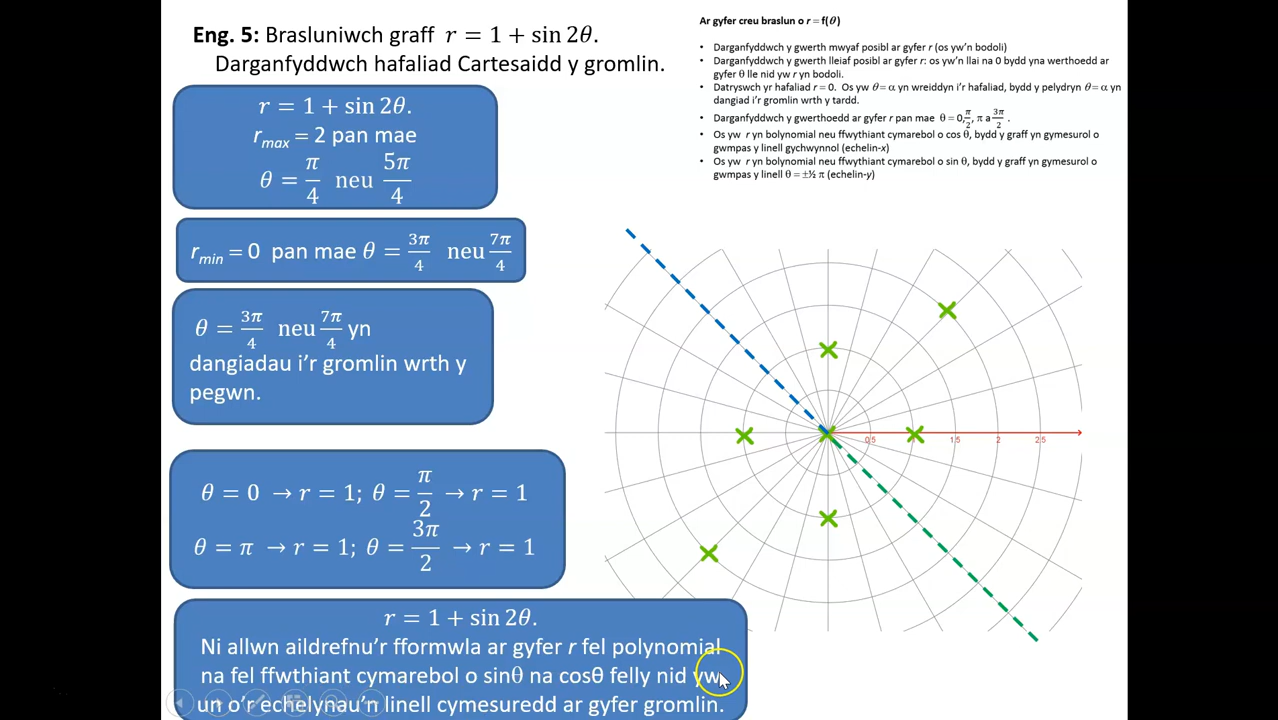 Eng. 5: Brasluniwch graff r = 1 + sin 2θ.
Darganfyddwch hafaliad Cartesaidd y gromlin.
r = 1 + sin 2θ.
rmax = 2 pan mae
θ = π/4 neu 5π/4
rmin = 0 pan mae θ = 3π/4 neu 7π/4
θ = 3π/4 neu 7π/4 yn
dangiadau i'r gromlin wrth y
pegwn.
θ = 0 → r = 1; θ = π/2 → r = 1
θ = π → r = 1; θ = 3π/2 → r = 1
r = 1 + sin 2θ.
Ni allwn aildrefnu'r fformwla ar gyfer r fel polynomial
na fel ffwythiant cymarebol o sinθ na cosθ felly nid yw
un o'r echelynau'n linell cymesuredd ar gyfer gromlin.
Ar gyfer creu braslun o r = f(θ)
• Darganfyddwch y gwerth mwyaf posibl ar gyfer r (os yw'n bodoli)
• Darganfyddwch y gwerth lleiaf posibl ar gyfer r: os yw'n llai na 0 bydd yna werthoedd ar
gyfer θ lle nid yw r yn bodoli.
• Datryswch yr hafaliad r = 0. Os yw θ = α yn wreiddyn i'r hafaliad, bydd y pelydryn θ = α yn
dangiad i'r gromlin wrth y tardd.
• Darganfyddwch y gwerthoedd ar gyfer r pan mae θ = 0, π/2, π a 3π/2.
• Os yw r yn bolynomial neu ffwythiant cymarebol o cos θ, bydd y graff yn gymesurol o
gwmpas y linell gychwynnol (echelin-x)
• Os yw r yn bolynomial neu ffwythiant cymarebol o sin θ, bydd y graff yn gymesurol o
gwmpas y linell θ = ±½ π (echelin-y)
0.5 1.5 2 2.5